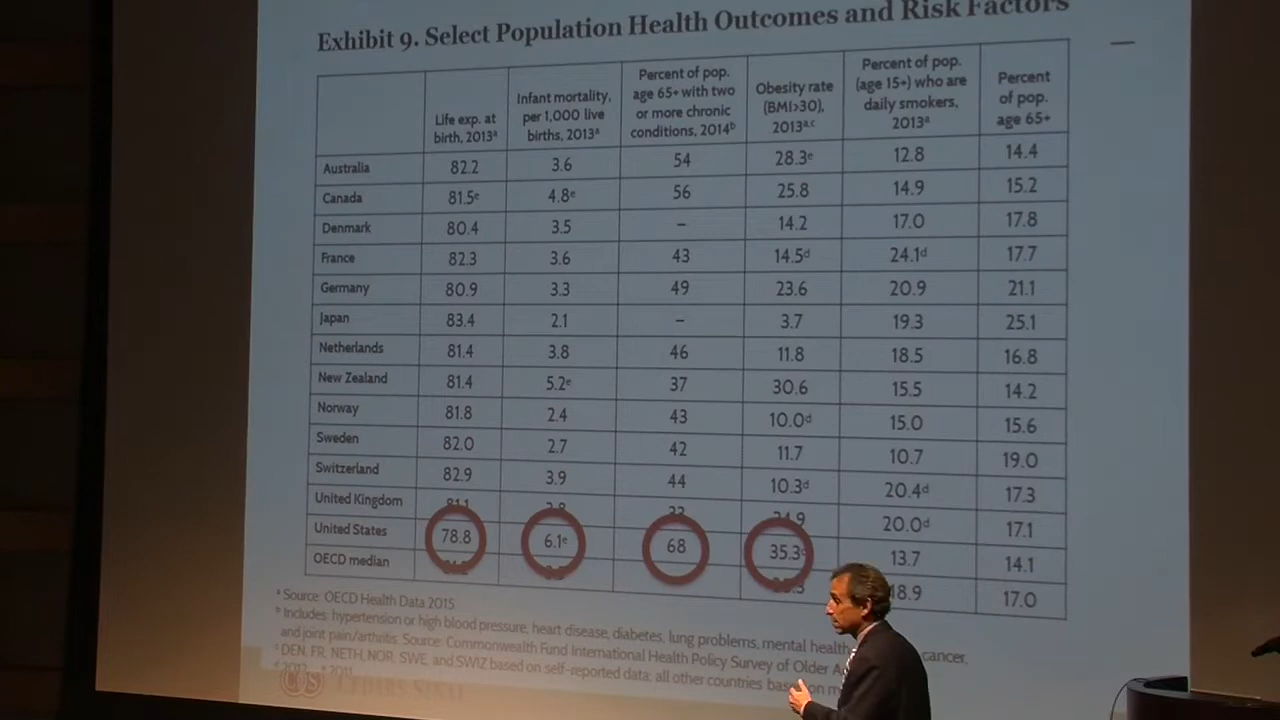 Exhibit 9. Select Population Health Outcomes and Risk Factors
Life exp. at birth, 2013ᵃ
Infant mortality, per 1,000 live births, 2013ᵃ
Percent of pop. age 65+ with two or more chronic conditions, 2014ᵇ
Obesity rate (BMI>30), 2013ᵃ·ᶜ
Percent of pop. (age 15+) who are daily smokers, 2013ᵃ
Percent of pop. age 65+
Australia 82.2 3.6 54 28.3ᵉ 12.8 14.4
Canada 81.5ᵉ 4.8ᵉ 56 25.8 14.9 15.2
Denmark 80.4 3.5 – 14.2 17.0 17.8
France 82.3 3.6 43 14.5ᵈ 24.1ᵈ 17.7
Germany 80.9 3.3 49 23.6 20.9 21.1
Japan 83.4 2.1 – 3.7 19.3 25.1
Netherlands 81.4 3.8 46 11.8 18.5 16.8
New Zealand 81.4 5.2ᵉ 37 30.6 15.5 14.2
Norway 81.8 2.4 43 10.0ᵈ 15.0 15.6
Sweden 82.0 2.7 42 11.7 10.7 19.0
Switzerland 82.9 3.9 44 10.3ᵈ 20.4ᵈ 17.3
United Kingdom 20.0ᵈ 17.1
United States 78.8 6.1ᵉ 68 35.3 13.7 14.1
OECD median 18.9 17.0
ᵃ Source: OECD Health Data 2015
ᵇ Includes: hypertension or high blood pressure, heart disease, diabetes, lung problems, mental health cancer,
and joint pain/arthritis. Source: Commonwealth Fund International Health Policy Survey of Older
ᶜ DEN, FR, NETH, NOR, SWE, and SWIZ based on self-reported data; all other countries based on